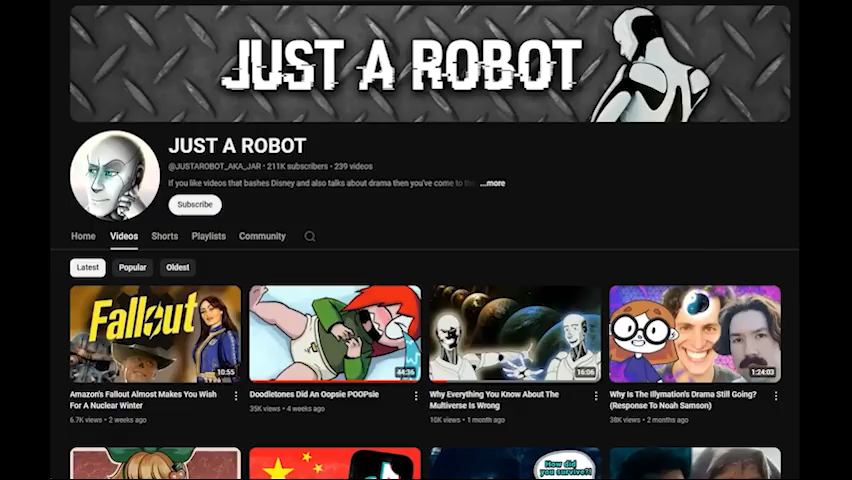 JUST A ROBOT
JUST A ROBOT
@JUSTAROBOT_AKA_JAR • 211K subscribers • 239 videos
If you like videos that bashes Disney and also talks about drama then you've come to the ...more
Subscribe
Home Videos Shorts Playlists Community
Latest Popular Oldest
Fallout
10:55
44:36
16:06
1:24:03
Amazon's Fallout Almost Makes You Wish
For A Nuclear Winter
6.7K views • 2 weeks ago
Doodletones Did An Oopsie POOPsie
35K views • 4 weeks ago
Why Everything You Know About The
Multiverse Is Wrong
10K views • 1 month ago
Why Is The Illymation's Drama Still Going?
(Response To Noah Samson)
38K views • 2 months ago
How did
you survive?!